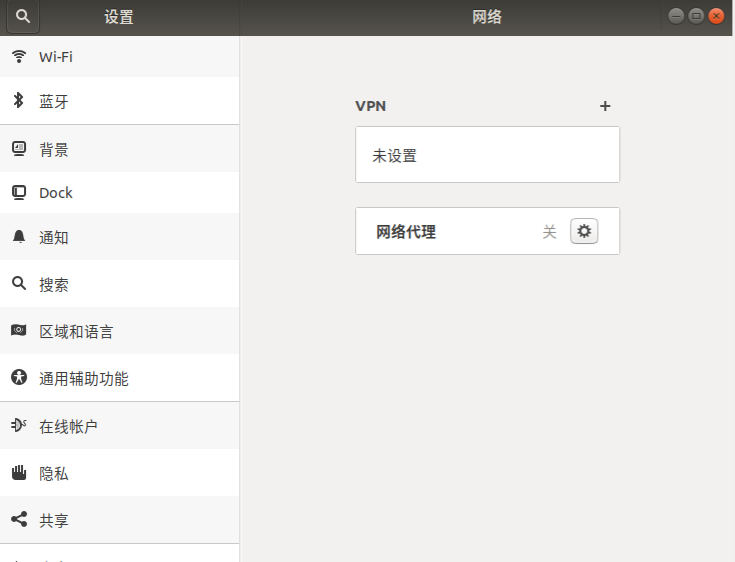 设置
网络
Wi-Fi
蓝牙
背景
Dock
通知
搜索
区域和语言
通用辅助功能
在线帐户
隐私
共享
VPN
+
未设置
网络代理
关